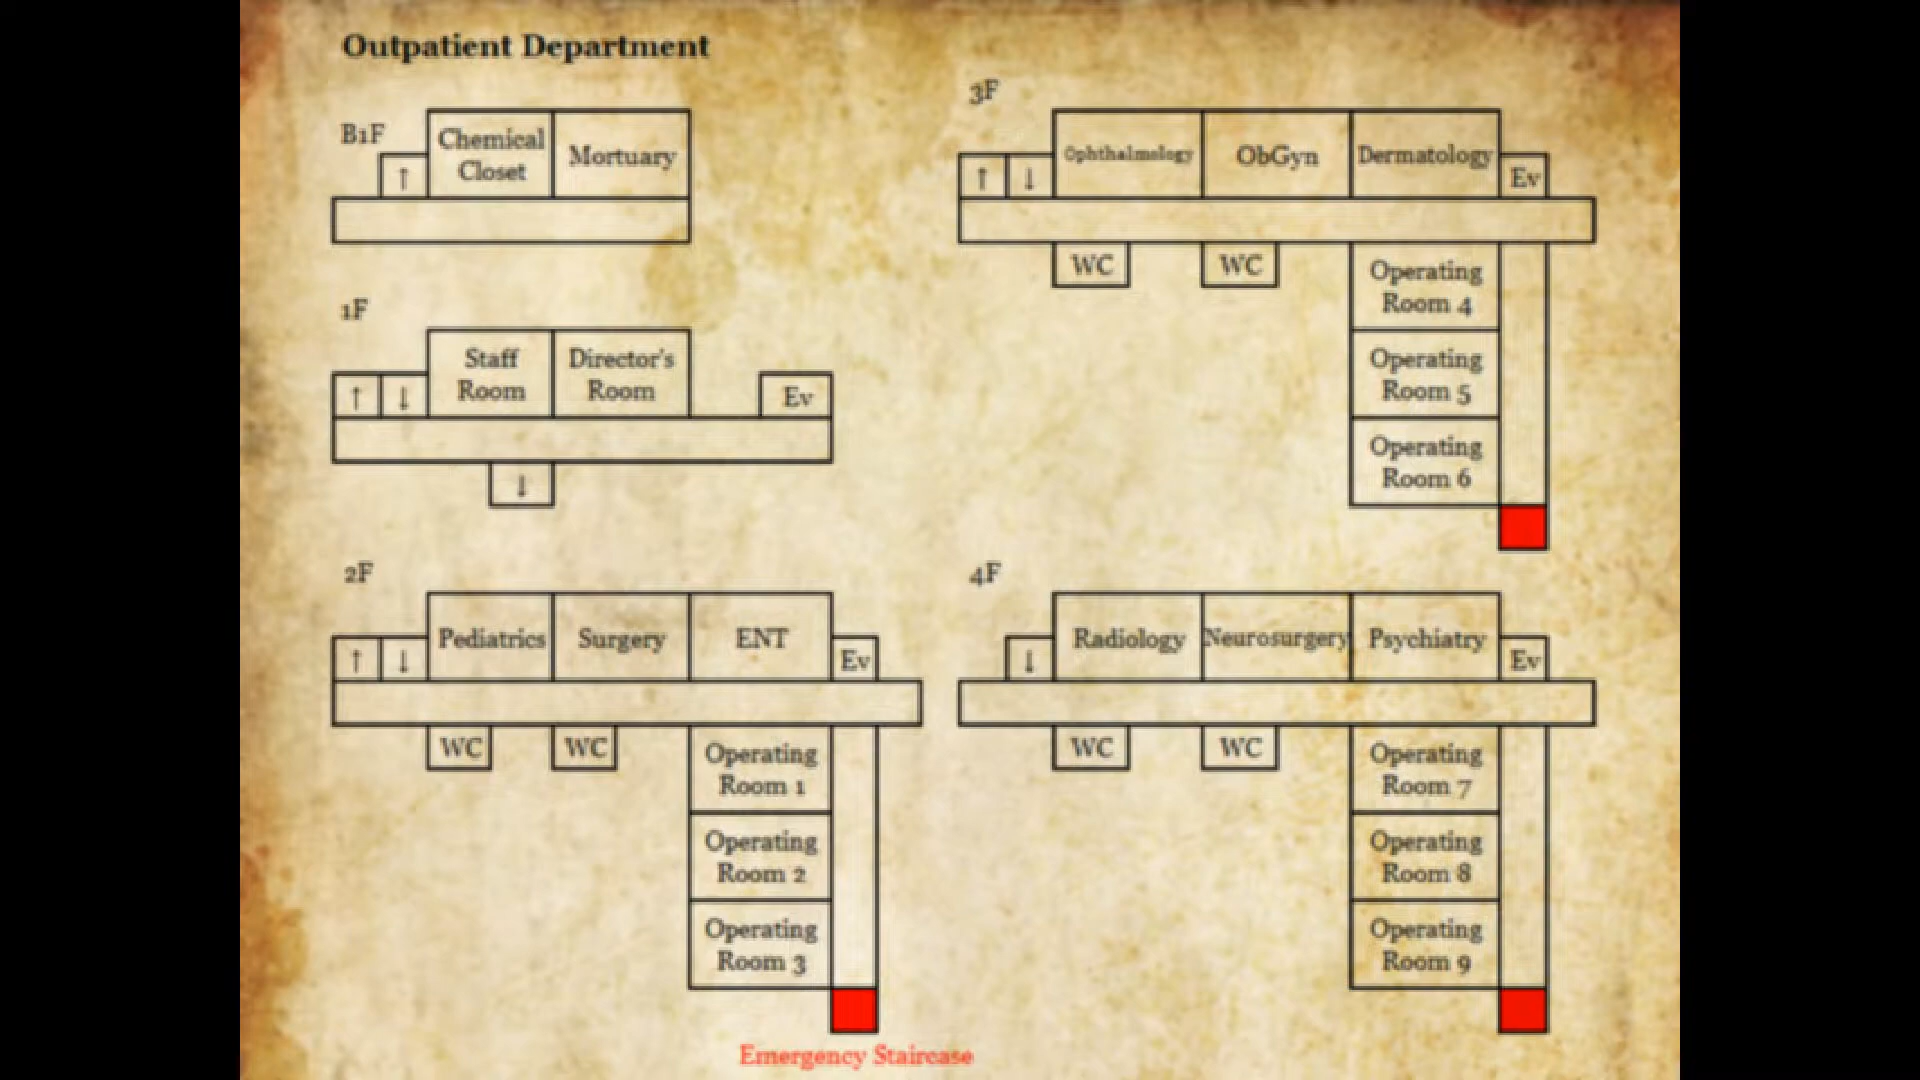 Outpatient Department
B1F
↑
Chemical
Closet
Mortuary
1F
↑
↓
Staff
Room
Director's
Room
Ev
↓
2F
↑
↓
Pediatrics
Surgery
ENT
Ev
WC
WC
Operating
Room 1
Operating
Room 2
Operating
Room 3
Emergency Staircase
3F
↑
↓
Ophthalmology
ObGyn
Dermatology
Ev
WC
WC
Operating
Room 4
Operating
Room 5
Operating
Room 6
4F
↓
Radiology
Neurosurgery
Psychiatry
Ev
WC
WC
Operating
Room 7
Operating
Room 8
Operating
Room 9